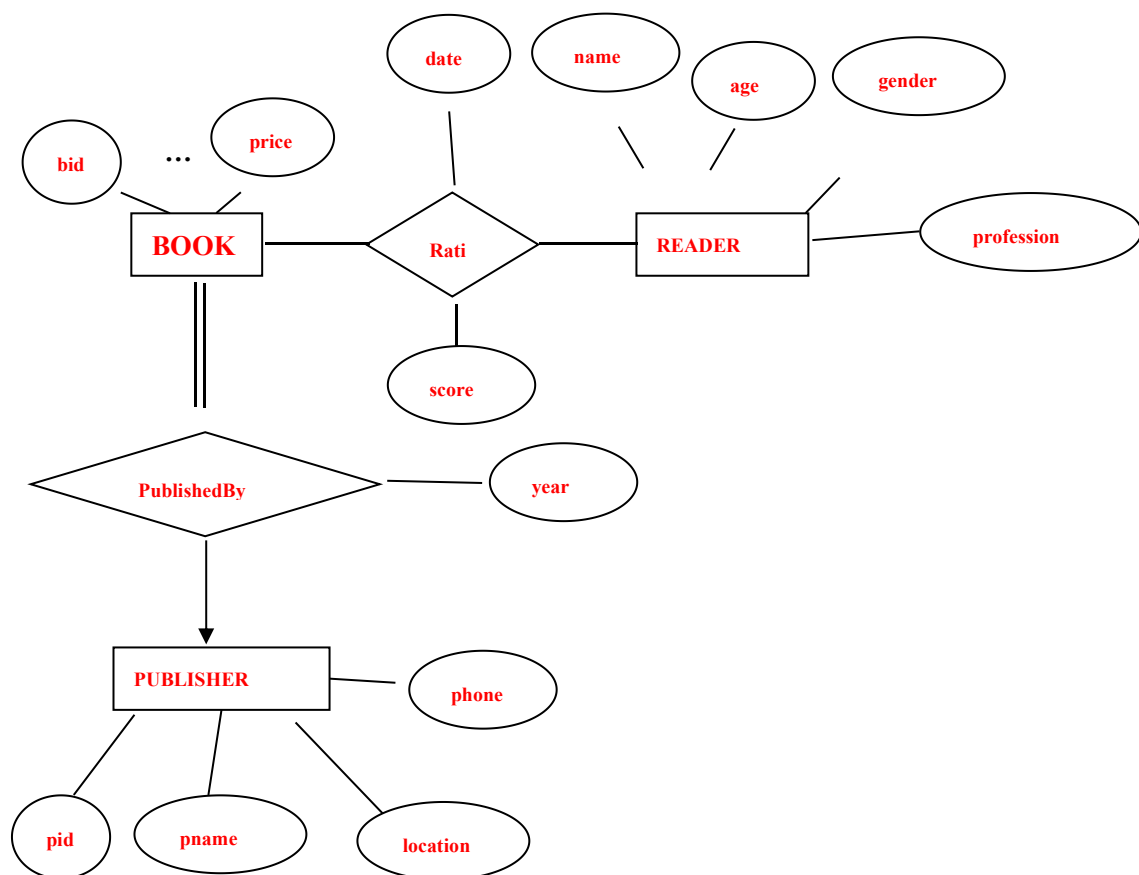 date
name
age
gender
bid
...
price
BOOK
Rati
READER
profession
score
PublishedBy
year
PUBLISHER
phone
pid
pname
location